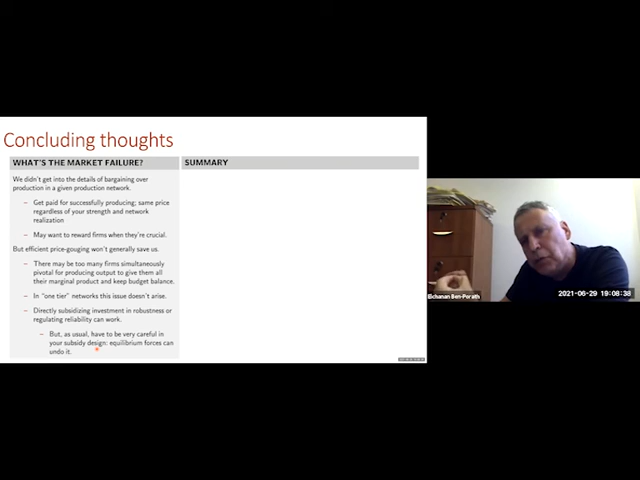 Concluding thoughts
WHAT'S THE MARKET FAILURE?
We didn't get into the details of bargaining over
production in a given production network.
– Get paid for successfully producing; same price
regardless of your strength and network
realization
– May want to reward firms when they're crucial.
But efficient price-gouging won't generally save us.
– There may be too many firms simultaneously
pivotal for producing output to give them all
their marginal product and keep budget balance.
– In "one tier" networks this issue doesn't arise.
– Directly subsidizing investment in robustness or
regulating reliability can work.
– But, as usual, have to be very careful in
your subsidy design: equilibrium forces can
undo it.
SUMMARY
Elchanan Ben-Porath
2021-06-29 19:08:38